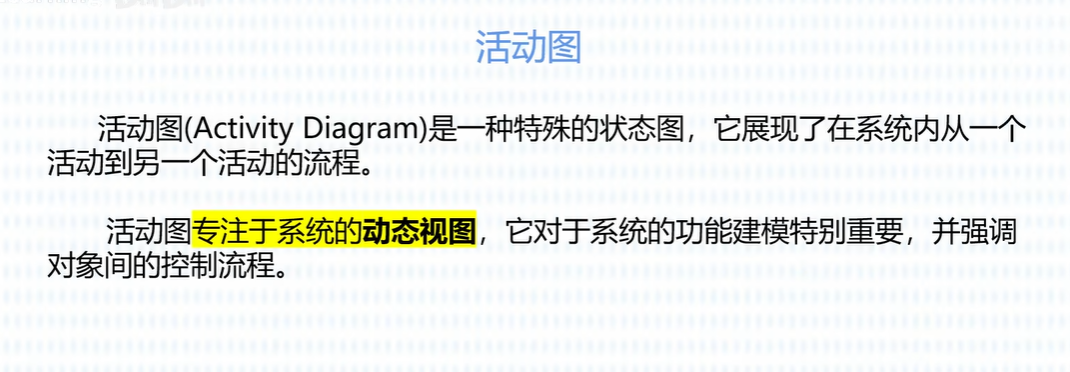 活动图
活动图(Activity Diagram)是一种特殊的状态图，它展现了在系统内从一个
活动到另一个活动的流程。
活动图专注于系统的动态视图，它对于系统的功能建模特别重要，并强调
对象间的控制流程。